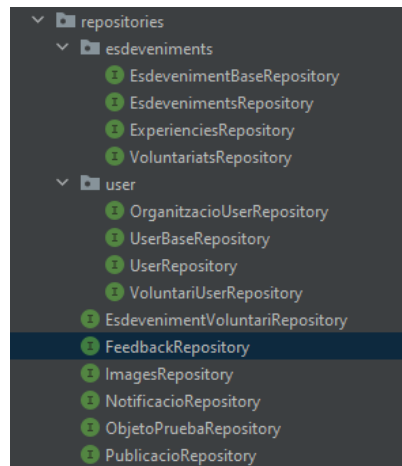 repositories
esdeveniments
EsdevenimentBaseRepository
EsdevenimentsRepository
ExperienciesRepository
VoluntariatsRepository
user
OrganitzacioUserRepository
UserBaseRepository
UserRepository
VoluntariUserRepository
EsdevenimentVoluntariRepository
FeedbackRepository
ImagesRepository
NotificacioRepository
ObjetoPruebaRepository
PublicacioRepository